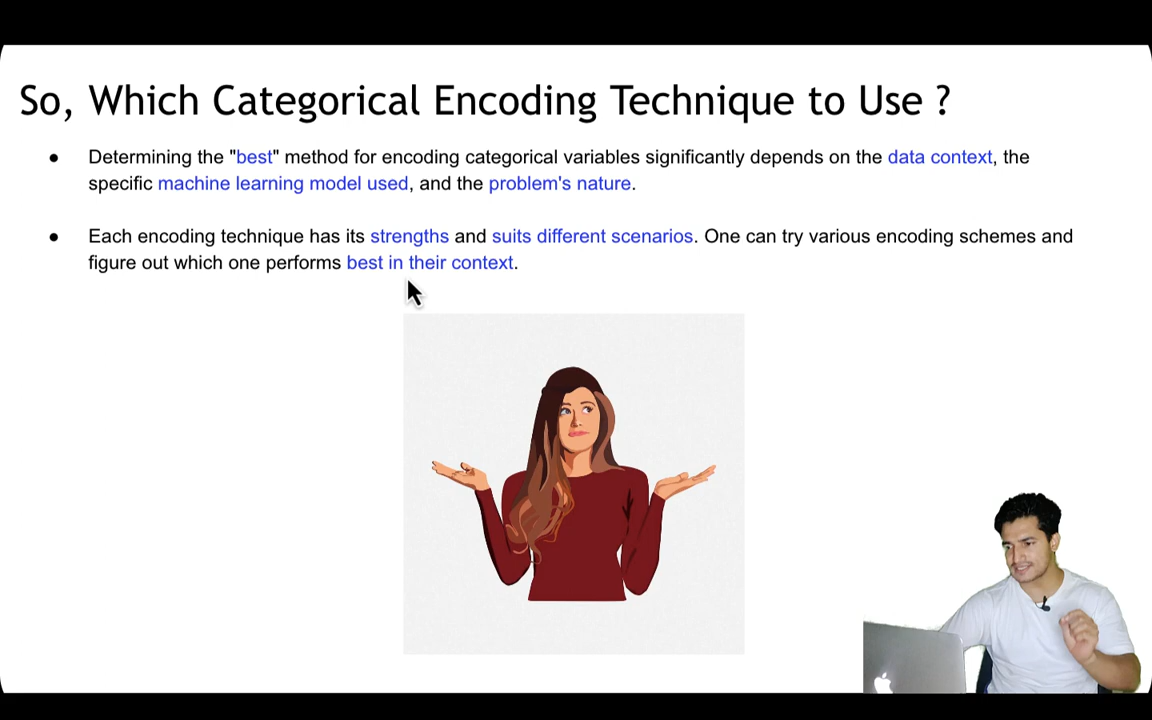 So, Which Categorical Encoding Technique to Use ?
● Determining the "best" method for encoding categorical variables significantly depends on the data context, the
specific machine learning model used, and the problem's nature.
● Each encoding technique has its strengths and suits different scenarios. One can try various encoding schemes and
figure out which one performs best in their context.